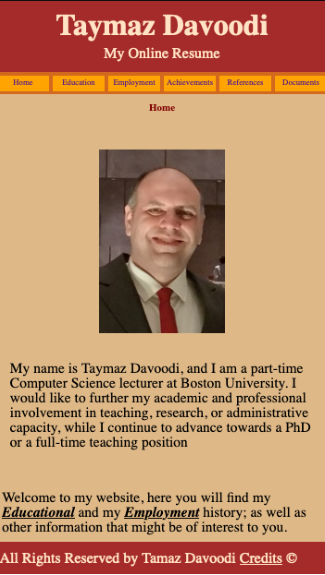 Taymaz Davoodi
My Online Resume
Home Education Employment Achievements References Documents
Home
My name is Taymaz Davoodi, and I am a part-time
Computer Science lecturer at Boston University. I
would like to further my academic and professional
involvement in teaching, research, or administrative
capacity, while I continue to advance towards a PhD
or a full-time teaching position
Welcome to my website, here you will find my
Educational and my Employment history; as well as
other information that might be of interest to you.
All Rights Reserved by Tamaz Davoodi Credits ©